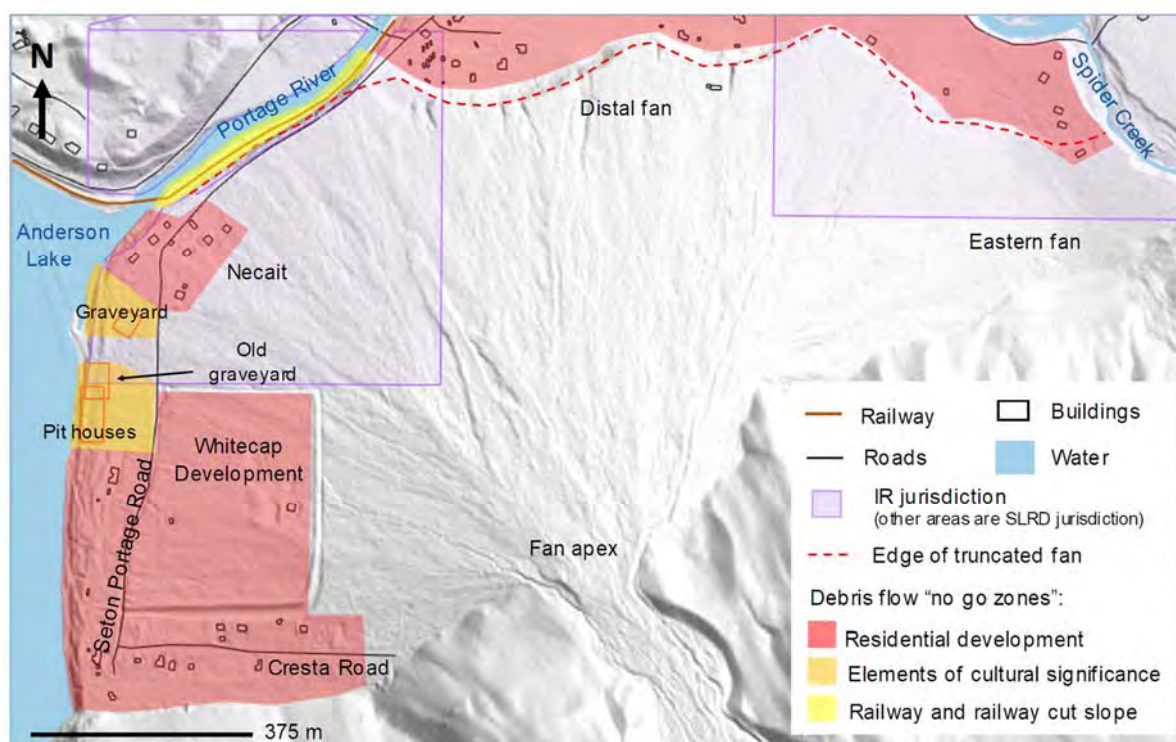 N
Portage River
Spider Creek
Distal fan
Anderson
Lake
Necait
Eastern fan
Graveyard
Old
graveyard
Pit houses
Whitecap
Development
Seton Portage Road
Fan apex
Cresta Road
375 m
Railway
Buildings
Roads
Water
IR jurisdiction
(other areas are SLRD jurisdiction)
Edge of truncated fan
Debris flow “no go zones”:
Residential development
Elements of cultural significance
Railway and railway cut slope